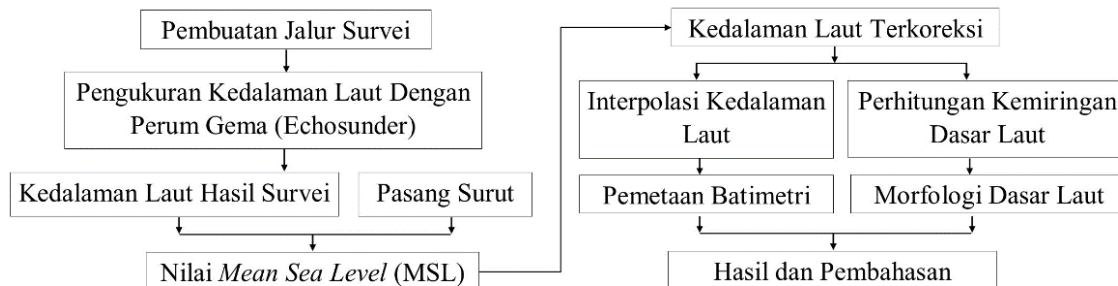 Pembuatan Jalur Survei
Pengukuran Kedalaman Laut Dengan
Perum Gema (Echosunder)
Kedalaman Laut Hasil Survei
Pasang Surut
Nilai Mean Sea Level (MSL)
Kedalaman Laut Terkoreksi
Interpolasi Kedalaman
Laut
Perhitungan Kemiringan
Dasar Laut
Pemetaan Batimetri
Morfologi Dasar Laut
Hasil dan Pembahasan